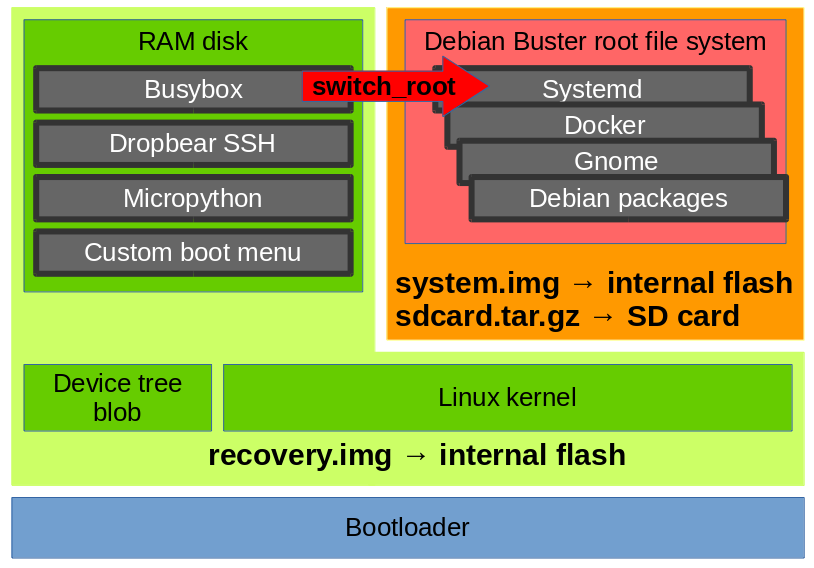 RAM disk
Busybox
Dropbear SSH
Micropython
Custom boot menu
switch_root
Debian Buster root file system
Systemd
Docker
Gnome
Debian packages
system.img → internal flash
sdcard.tar.gz → SD card
Device tree
blob
Linux kernel
recovery.img → internal flash
Bootloader